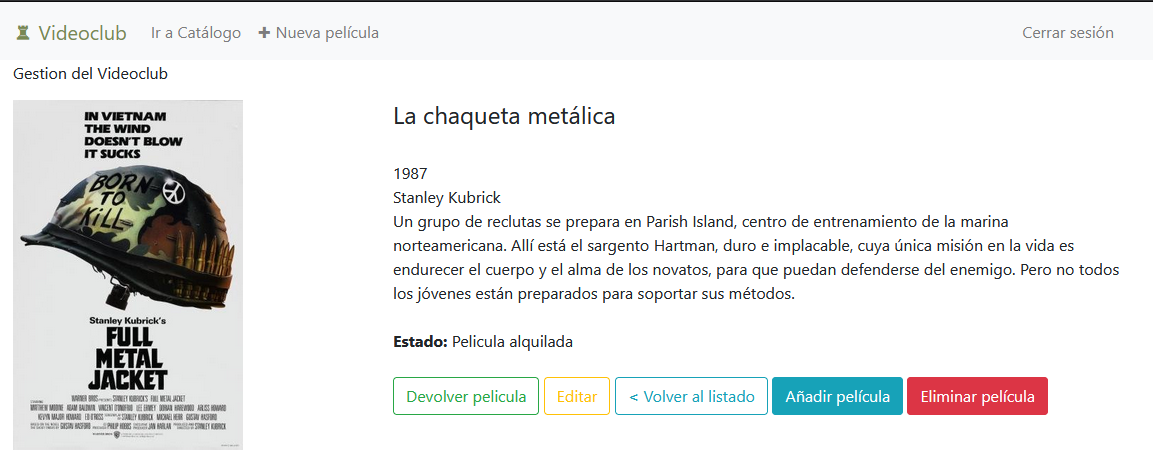 Videoclub
Ir a Catálogo
Nueva película
Cerrar sesión
Gestion del Videoclub
IN VIETNAM
THE WIND
DOESN'T BLOW
IT SUCKS
BORN
TO
KILL
Stanley Kubrick's
FULL
METAL
JACKET
La chaqueta metálica
1987
Stanley Kubrick
Un grupo de reclutas se prepara en Parish Island, centro de entrenamiento de la marina
norteamericana. Allí está el sargento Hartman, duro e implacable, cuya única misión en la vida es
endurecer el cuerpo y el alma de los novatos, para que puedan defenderse del enemigo. Pero no todos
los jóvenes están preparados para soportar sus métodos.
Estado: Pelicula alquilada
Devolver pelicula
Editar
< Volver al listado
Añadir película
Eliminar película